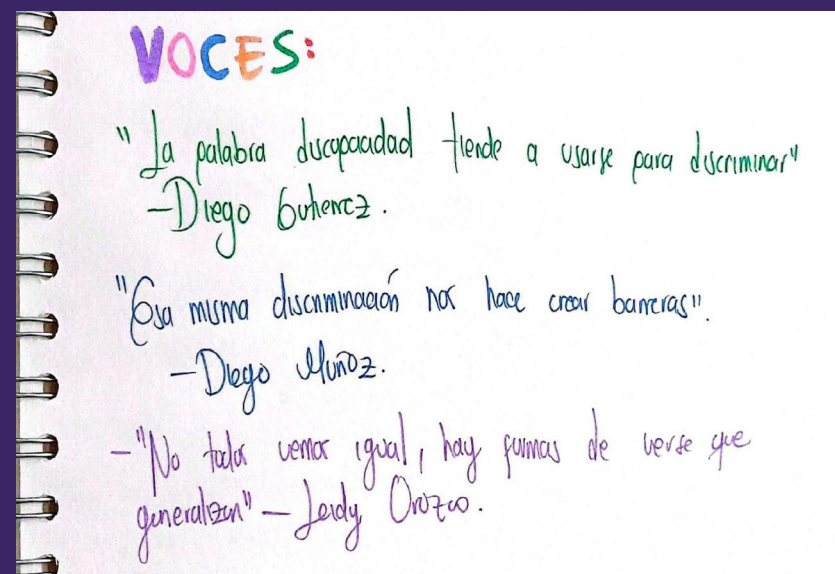 VOCES:
"La palabra discapacidad tiende a usarse para discriminar"
-Diego Gutierrez.
"Esa misma discriminación nos hace crear barreras".
-Diego Muñoz.
-"No todos vemos igual, hay formas de verse que
generalizan" - Leidy Orozco.